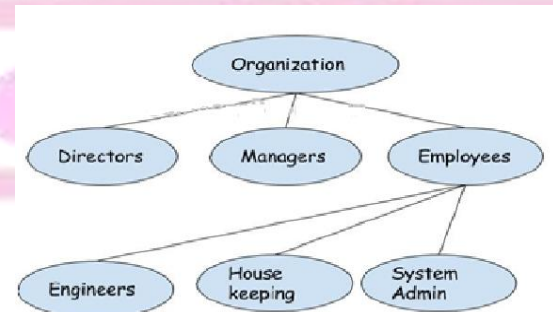 Organization
Directors
Managers
Employees
Engineers
House
keeping
System
Admin